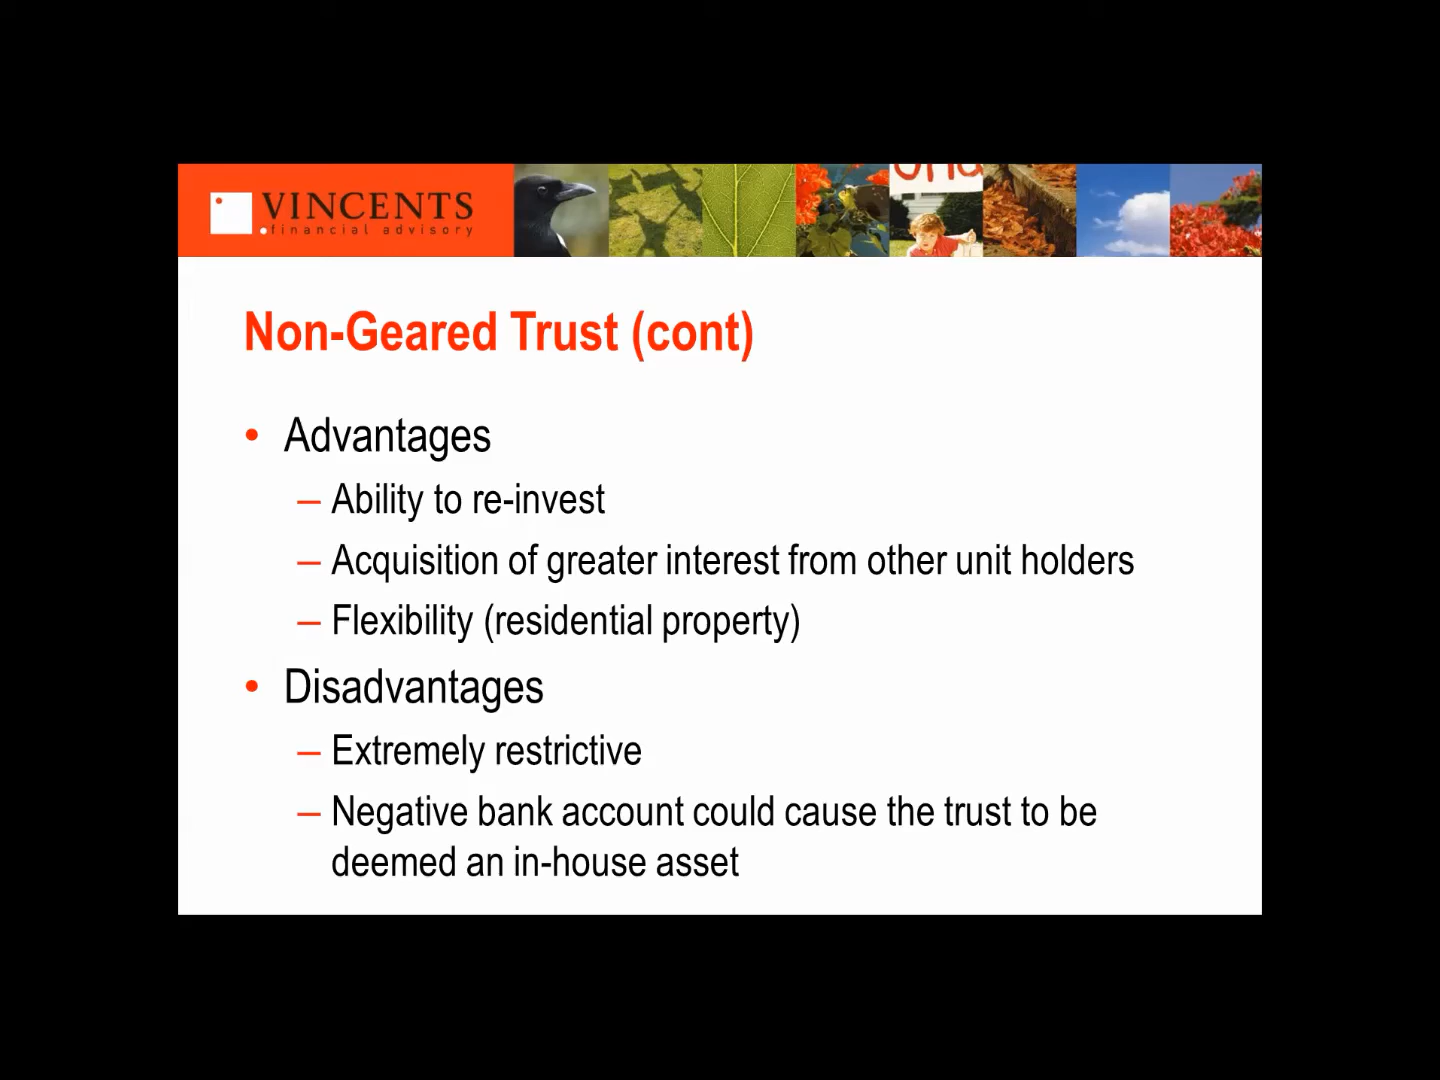 VINCENTS
financial advisory
Non-Geared Trust (cont)
• Advantages
– Ability to re-invest
– Acquisition of greater interest from other unit holders
– Flexibility (residential property)
• Disadvantages
– Extremely restrictive
– Negative bank account could cause the trust to be
deemed an in-house asset